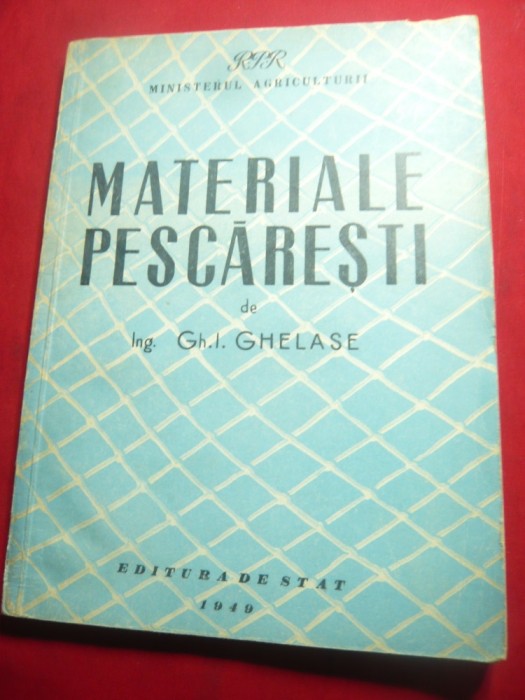 RPR
MINISTERUL AGRICULTURII
MATERIALE
PESCĂREȘTI
de
Ing. Gh.I. GHELASE
EDITURA DE STAT
1949